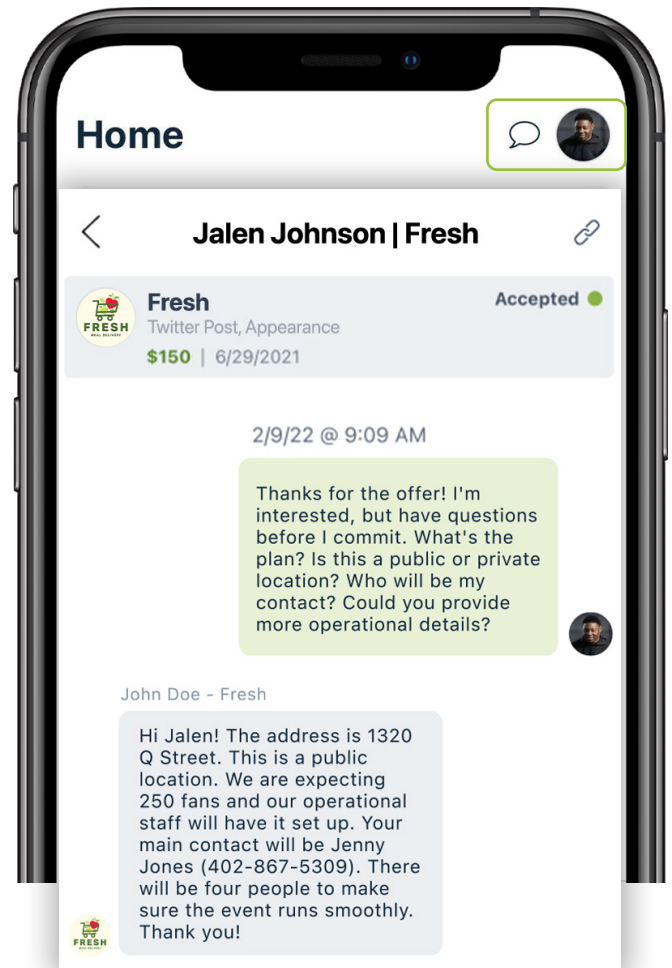 Home
Jalen Johnson | Fresh
FRESH
MEAL DELIVERY
Fresh
Accepted
Twitter Post, Appearance
$150 | 6/29/2021
2/9/22 @ 9:09 AM
Thanks for the offer! I'm
interested, but have questions
before I commit. What's the
plan? Is this a public or private
location? Who will be my
contact? Could you provide
more operational details?
John Doe - Fresh
Hi Jalen! The address is 1320
Q Street. This is a public
location. We are expecting
250 fans and our operational
staff will have it set up. Your
main contact will be Jenny
Jones (402-867-5309). There
will be four people to make
sure the event runs smoothly.
Thank you!
FRESH
MEAL DELIVERY